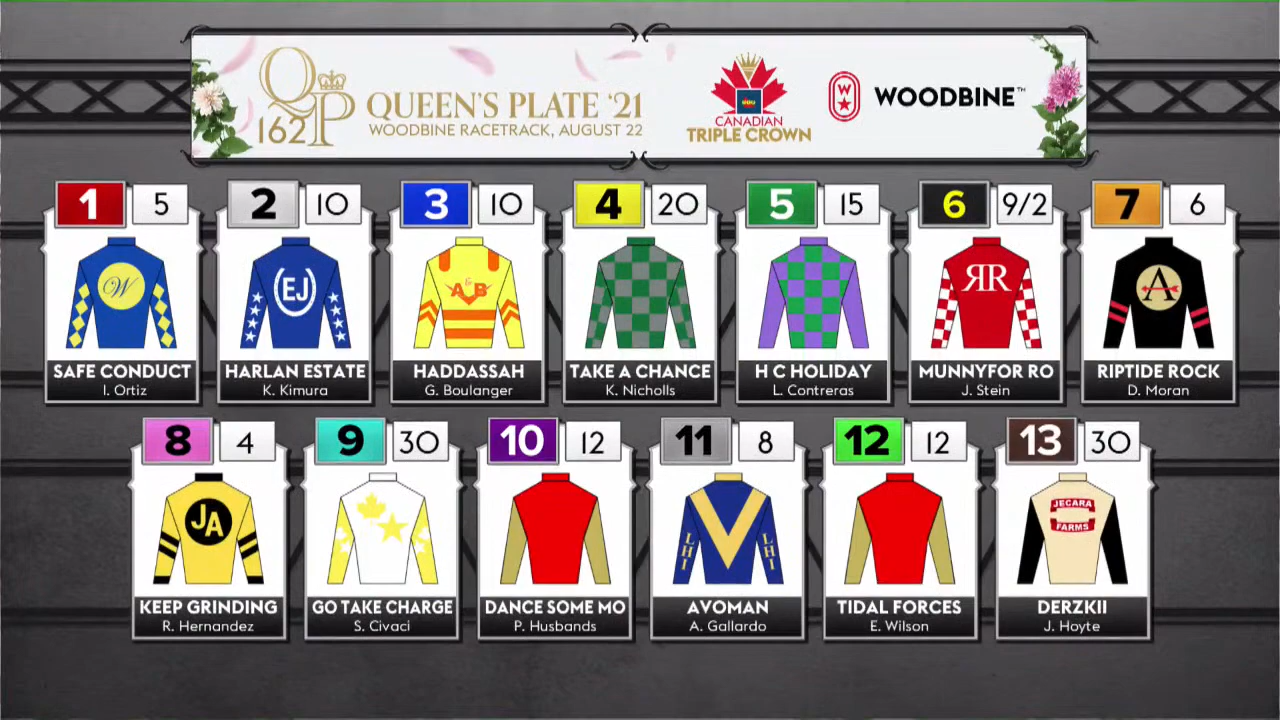 QP
162
QUEEN'S PLATE '21
WOODBINE RACETRACK, AUGUST 22
CANADIAN
TRIPLE CROWN
W
WOODBINE™
1 5
W
SAFE CONDUCT
I. Ortiz
2 10
EJ
HARLAN ESTATE
K. Kimura
3 10
A & B
HADDASSAH
G. Boulanger
4 20
TAKE A CHANCE
K. Nicholls
5 15
H C HOLIDAY
L. Contreras
6 9/2
RR
MUNNYFOR RO
J. Stein
7 6
A
RIPTIDE ROCK
D. Moran
8 4
JA
KEEP GRINDING
R. Hernandez
9 30
GO TAKE CHARGE
S. Civaci
10 12
DANCE SOME MO
P. Husbands
11 8
LHI LHI
AVOMAN
A. Gallardo
12 12
TIDAL FORCES
E. Wilson
13 30
JECARA
FARMS
DERZKII
J. Hoyte